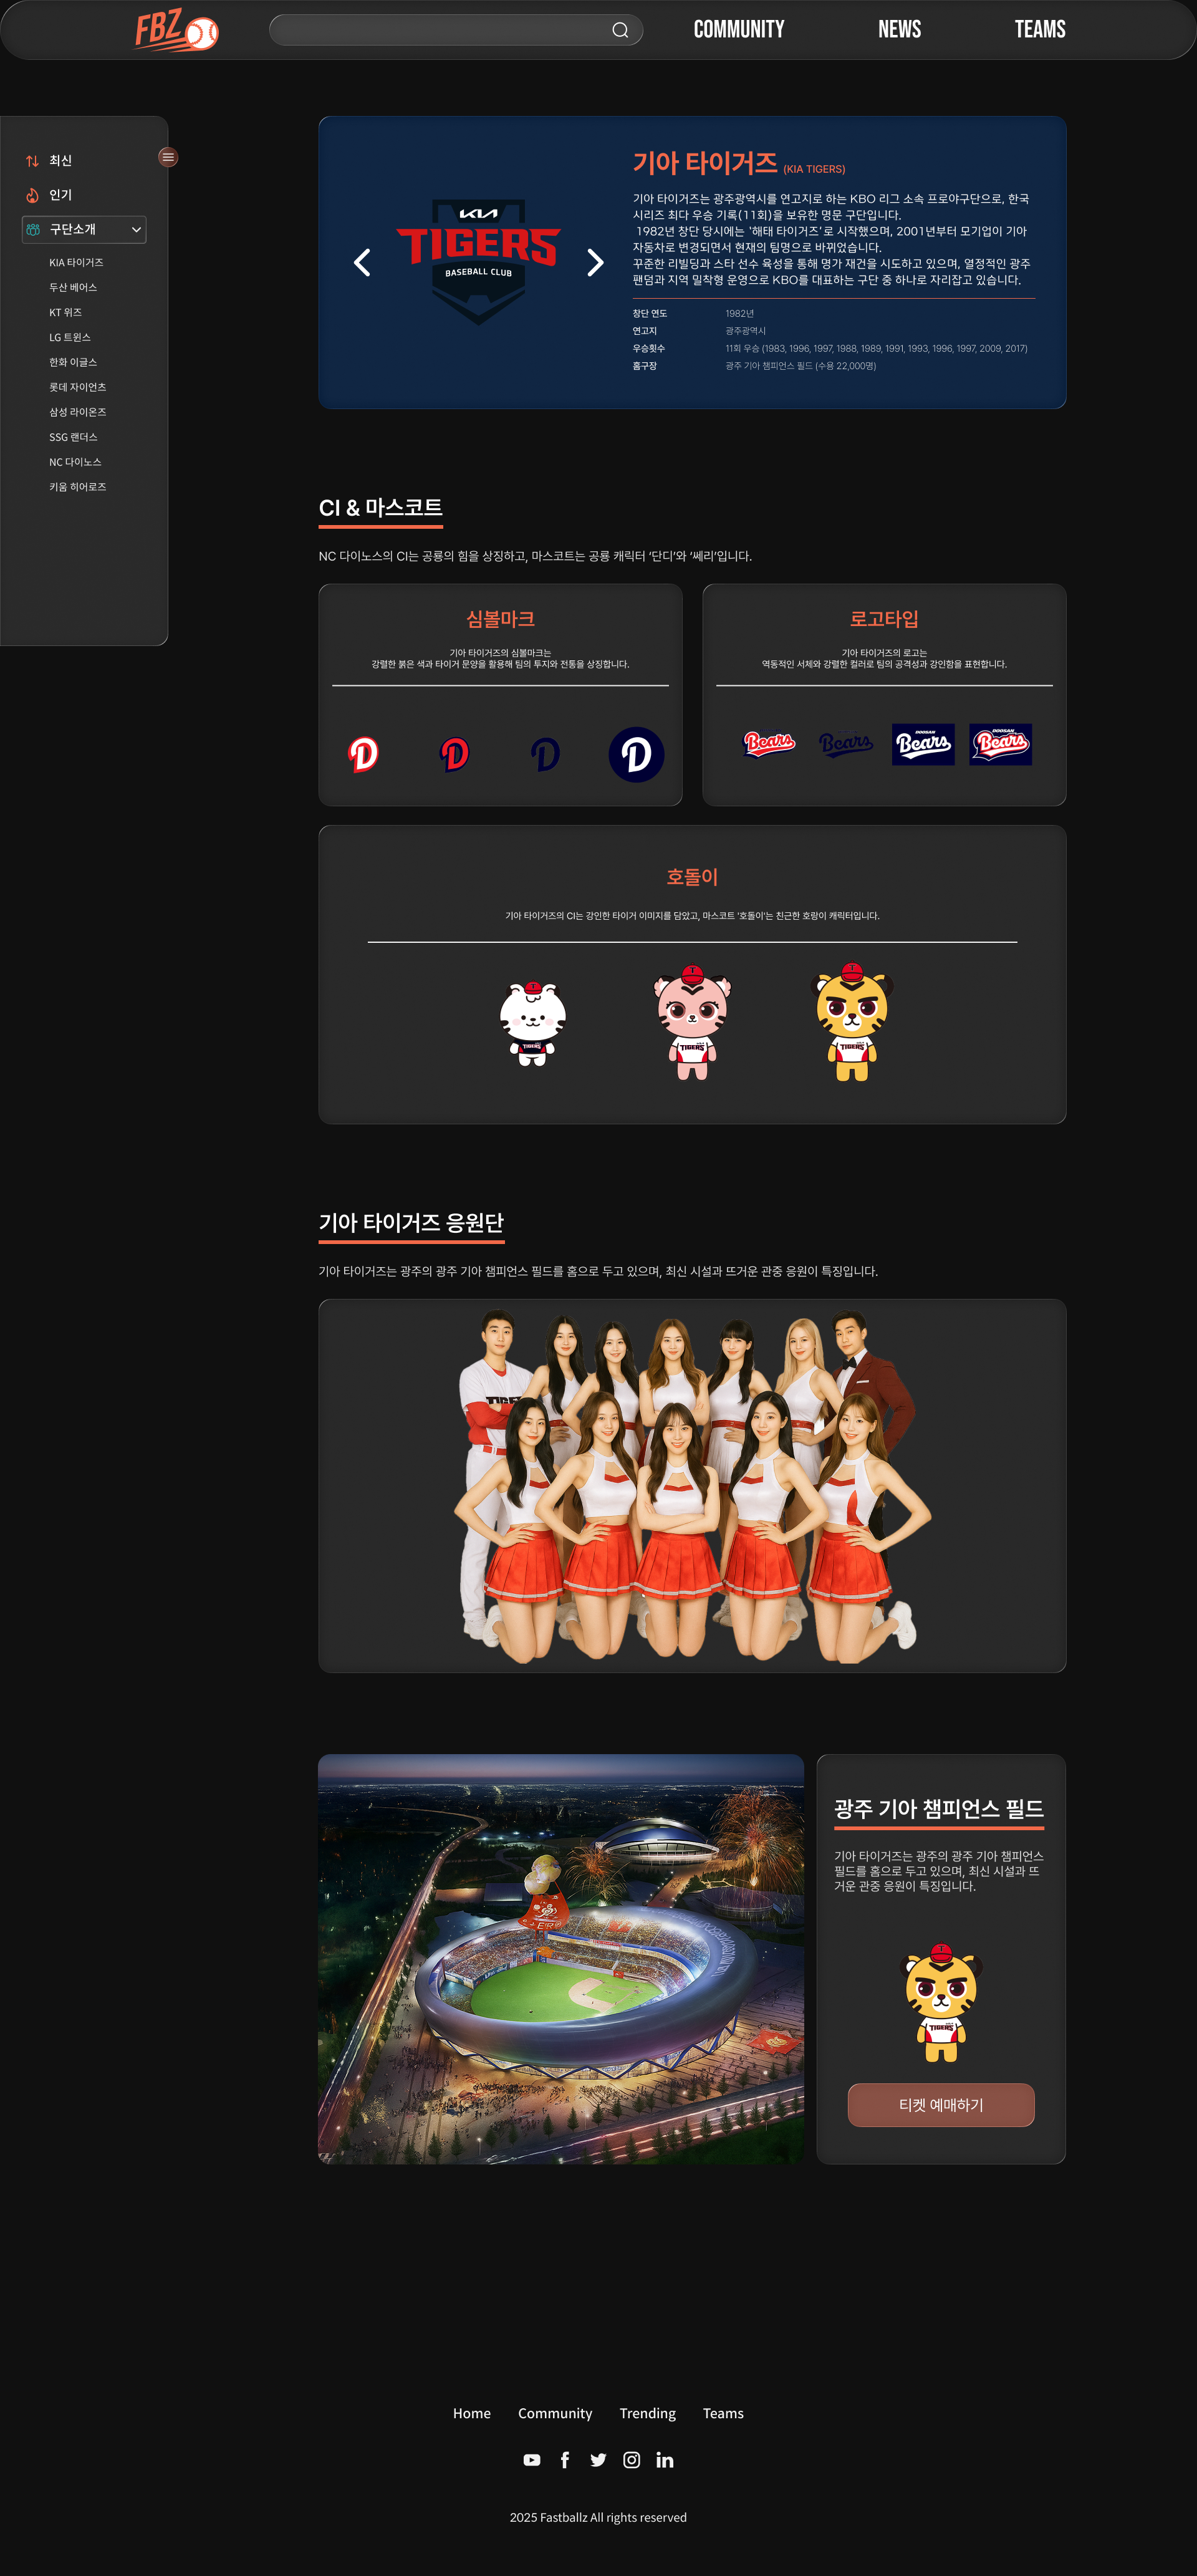 FBZ
COMMUNITY
NEWS
TEAMS
최신
인기
구단소개
KIA 타이거즈
두산 베어스
KT 위즈
LG 트윈스
한화 이글스
롯데 자이언츠
삼성 라이온즈
SSG 랜더스
NC 다이노스
키움 히어로즈
KIA
TIGERS
BASEBALL CLUB
기아 타이거즈 (KIA TIGERS)
기아 타이거즈는 광주광역시를 연고지로 하는 KBO 리그 소속 프로야구단으로, 한국
시리즈 최다 우승 기록(11회)을 보유한 명문 구단입니다.
1982년 창단 당시에는 '해태 타이거즈'로 시작했으며, 2001년부터 모기업이 기아
자동차로 변경되면서 현재의 팀명으로 바뀌었습니다.
꾸준한 리빌딩과 스타 선수 육성을 통해 명가 재건을 시도하고 있으며, 열정적인 광주
팬덤과 지역 밀착형 운영으로 KBO를 대표하는 구단 중 하나로 자리잡고 있습니다.
창단 연도 1982년
연고지 광주광역시
우승횟수 11회 우승 (1983, 1996, 1997, 1988, 1989, 1991, 1993, 1996, 1997, 2009, 2017)
홈구장 광주 기아 챔피언스 필드 (수용 22,000명)
CI & 마스코트
NC 다이노스의 CI는 공룡의 힘을 상징하고, 마스코트는 공룡 캐릭터 ‘단디’와 ‘쎄리’입니다.
심볼마크
기아 타이거즈의 심볼마크는
강렬한 붉은 색과 타이거 문양을 활용해 팀의 투지와 전통을 상징합니다.
D
D
D
D
로고타입
기아 타이거즈의 로고는
역동적인 서체와 강렬한 컬러로 팀의 공격성과 강인함을 표현합니다.
Bears
Bears
DOOSAN
Bears
DOOSAN
Bears
호돌이
기아 타이거즈의 CI는 강인한 타이거 이미지를 담았고, 마스코트 '호돌이'는 친근한 호랑이 캐릭터입니다.
T
TIGERS
T
TIGERS
T
TIGERS
기아 타이거즈 응원단
기아 타이거즈는 광주의 광주 기아 챔피언스 필드를 홈으로 두고 있으며, 최신 시설과 뜨거운 관중 응원이 특징입니다.
광주 기아 챔피언스 필드
기아 타이거즈는 광주의 광주 기아 챔피언스
필드를 홈으로 두고 있으며, 최신 시설과 뜨
거운 관중 응원이 특징입니다.
T
TIGERS
티켓 예매하기
Home
Community
Trending
Teams
2025 Fastballz All rights reserved